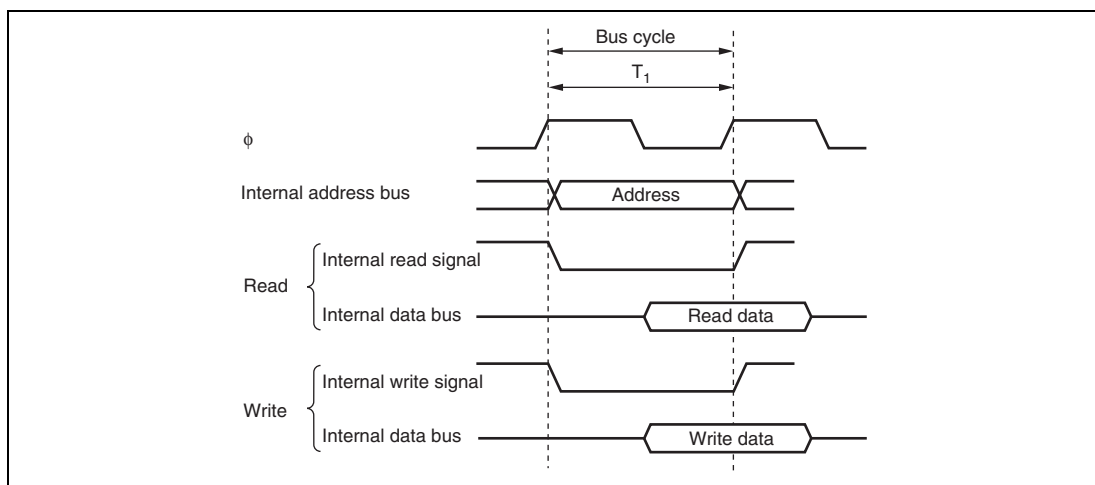 Bus cycle
T₁
ϕ
Internal address bus
Address
Read
Internal read signal
Internal data bus
Read data
Write
Internal write signal
Internal data bus
Write data